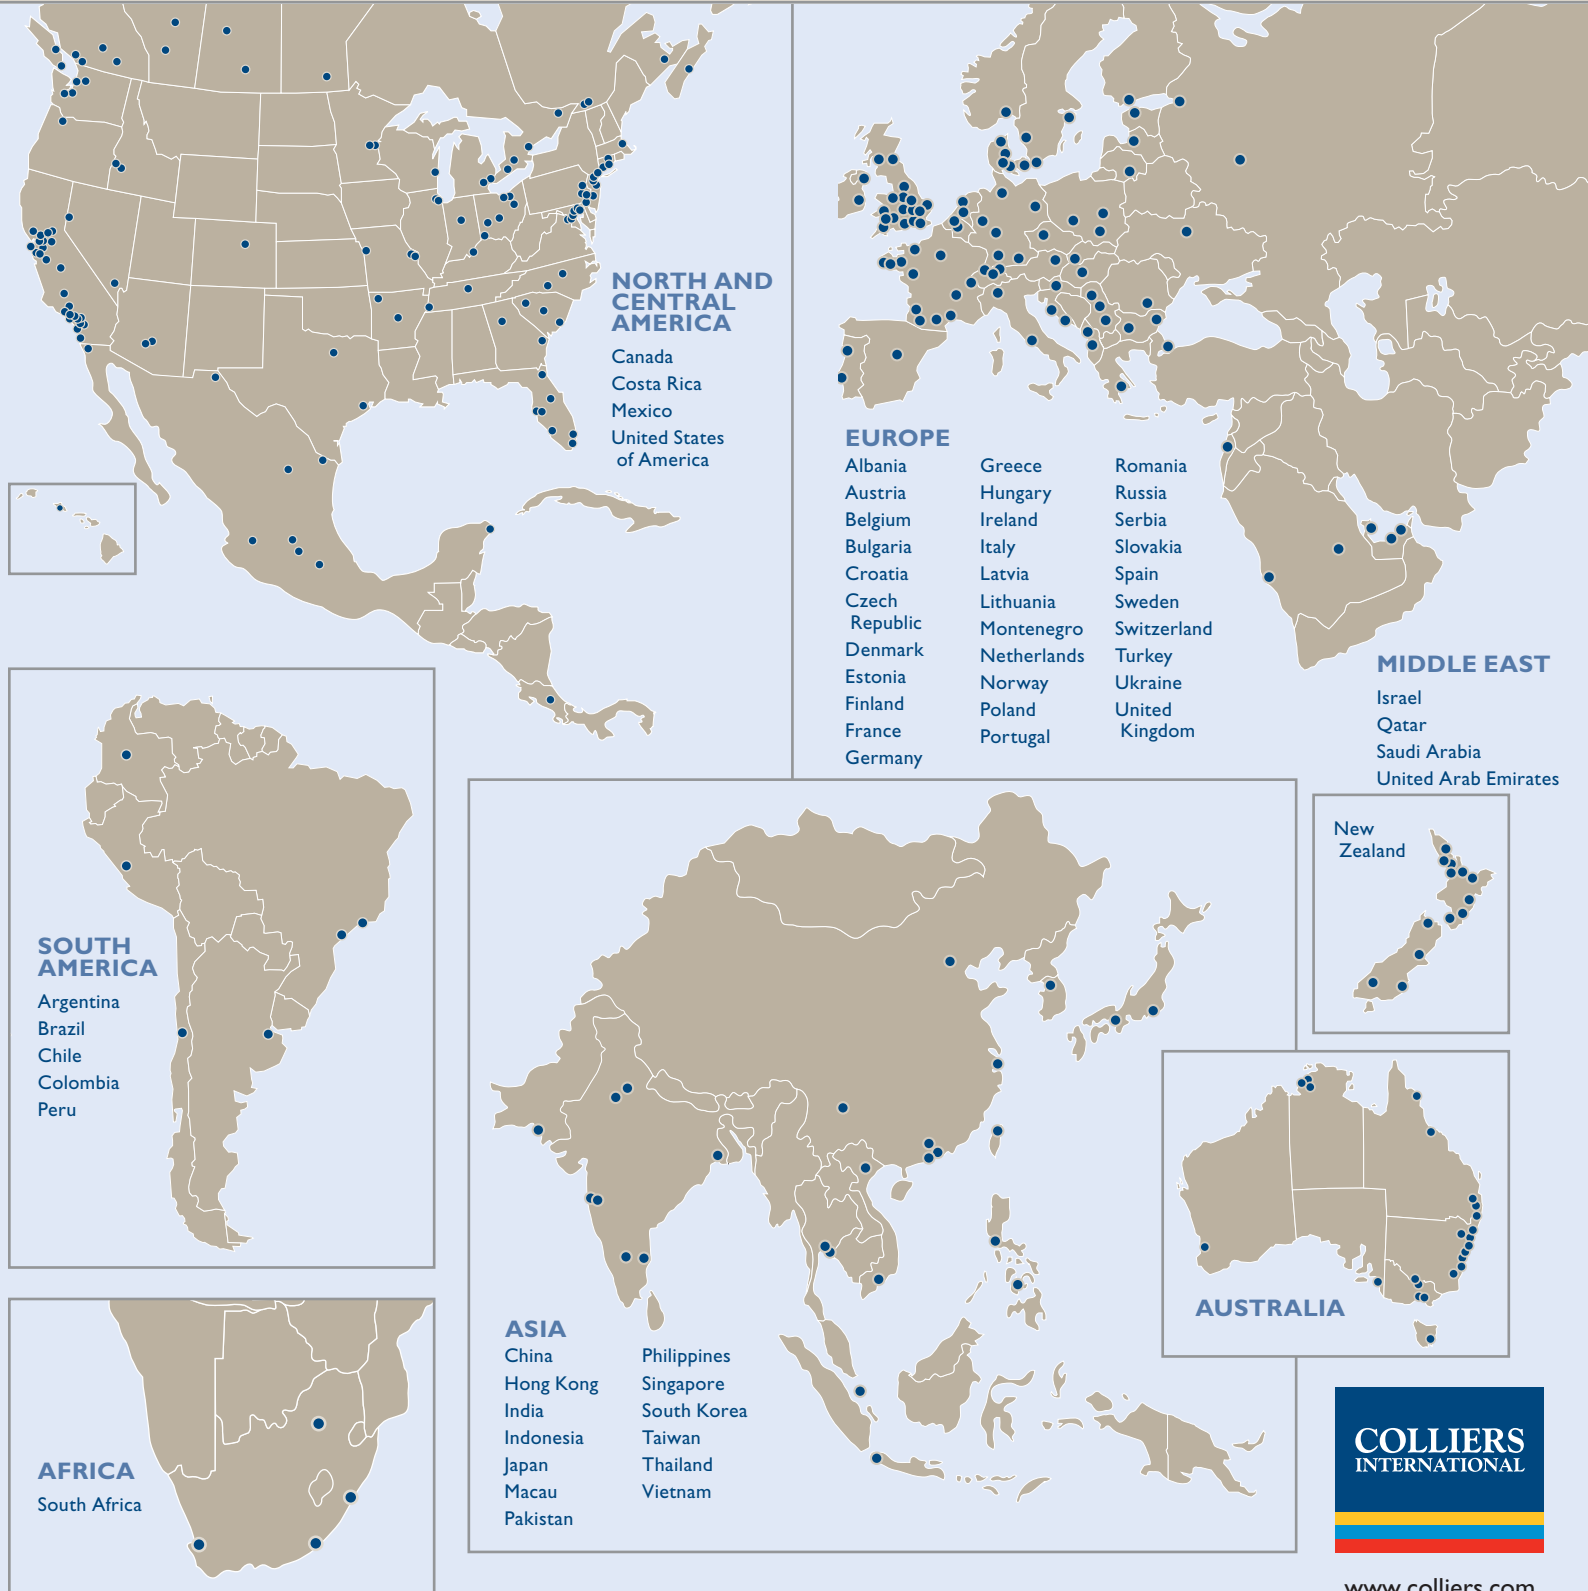 NORTH AND
CENTRAL
AMERICA
Canada
Costa Rica
Mexico
United States
of America
EUROPE
Albania
Austria
Belgium
Bulgaria
Croatia
Czech
Republic
Denmark
Estonia
Finland
France
Germany
Greece
Hungary
Ireland
Italy
Latvia
Lithuania
Montenegro
Netherlands
Norway
Poland
Portugal
Romania
Russia
Serbia
Slovakia
Spain
Sweden
Switzerland
Turkey
Ukraine
United
Kingdom
MIDDLE EAST
Israel
Qatar
Saudi Arabia
United Arab Emirates
SOUTH
AMERICA
Argentina
Brazil
Chile
Colombia
Peru
New
Zealand
AUSTRALIA
ASIA
China
Hong Kong
India
Indonesia
Japan
Macau
Pakistan
Philippines
Singapore
South Korea
Taiwan
Thailand
Vietnam
AFRICA
South Africa
COLLIERS
INTERNATIONAL
www.colliers.com